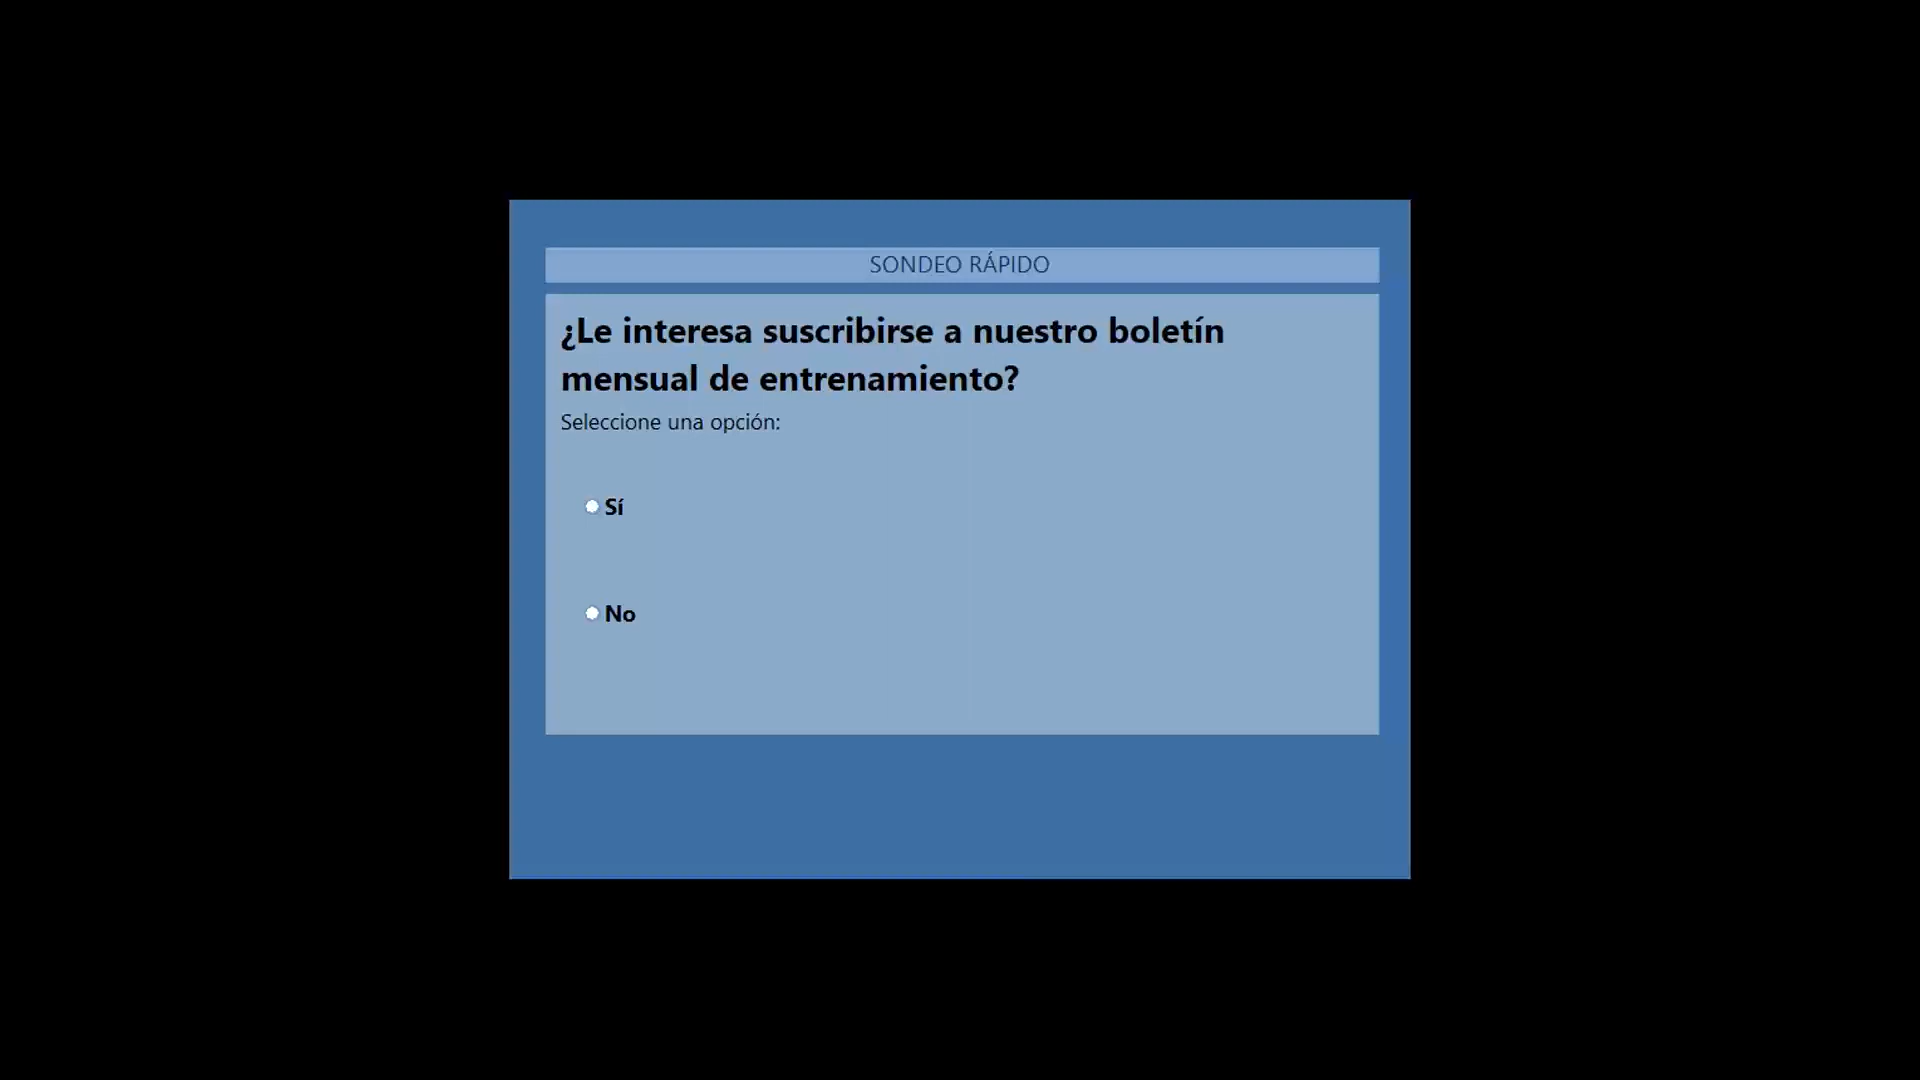 SONDEO RÁPIDO
¿Le interesa suscribirse a nuestro boletín
mensual de entrenamiento?
Seleccione una opción:
Sí
No